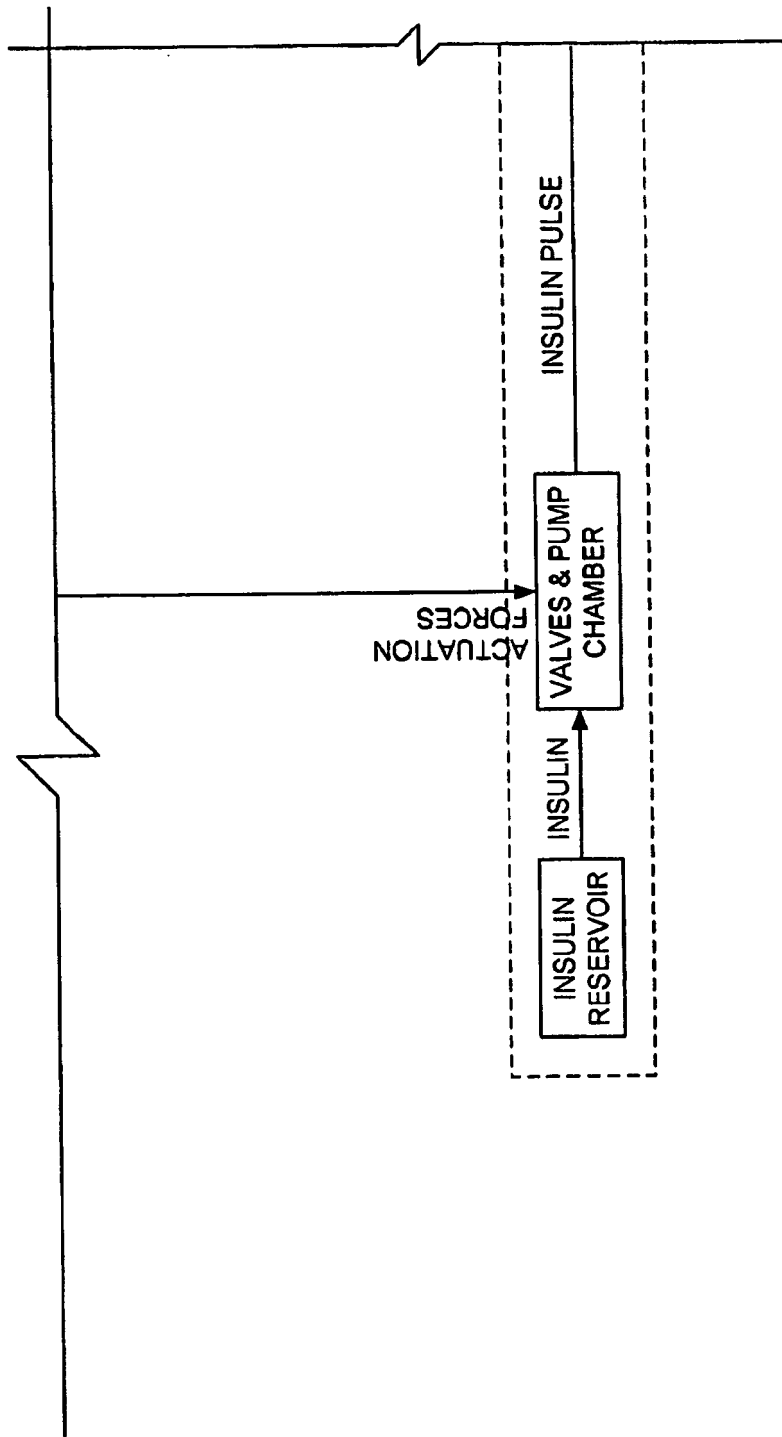 INSULIN
RESERVOIR
INSULIN
VALVES & PUMP
CHAMBER
ACTUATION
FORCES
INSULIN PULSE